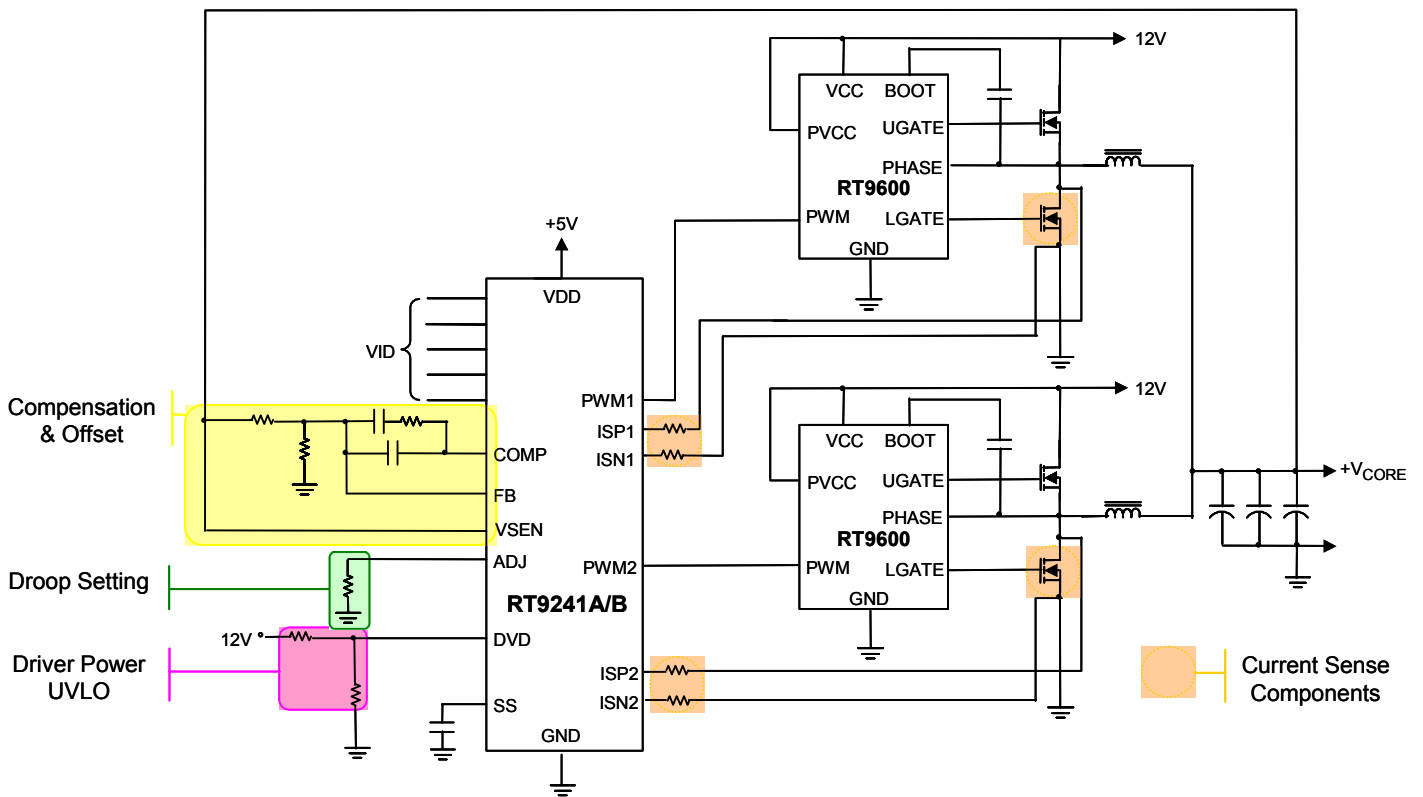 12V
VCC
BOOT
UGATE
PVCC
PHASE
RT9600
PWM
LGATE
GND
+5V
VDD
VID
Compensation
& Offset
PWM1
ISP1
ISN1
COMP
FB
VSEN
ADJ
PWM2
RT9241A/B
DVD
ISP2
ISN2
SS
GND
Droop Setting
12V
Driver Power
UVLO
12V
VCC
BOOT
PVCC
UGATE
PHASE
RT9600
PWM
LGATE
GND
+VCORE
Current Sense
Components